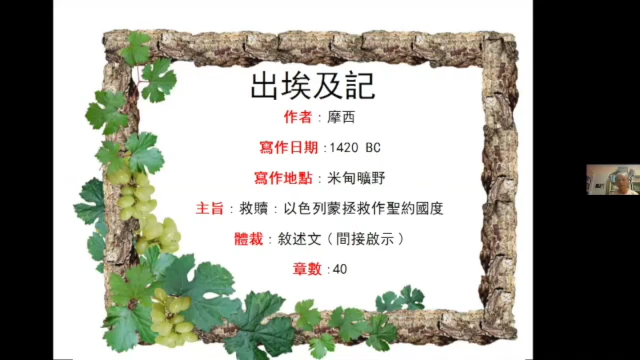 出埃及記
作者：摩西
寫作日期：1420 BC
寫作地點：米甸曠野
主旨：救贖：以色列蒙拯救作聖約國度
體裁：敘述文（間接啟示）
章數：40